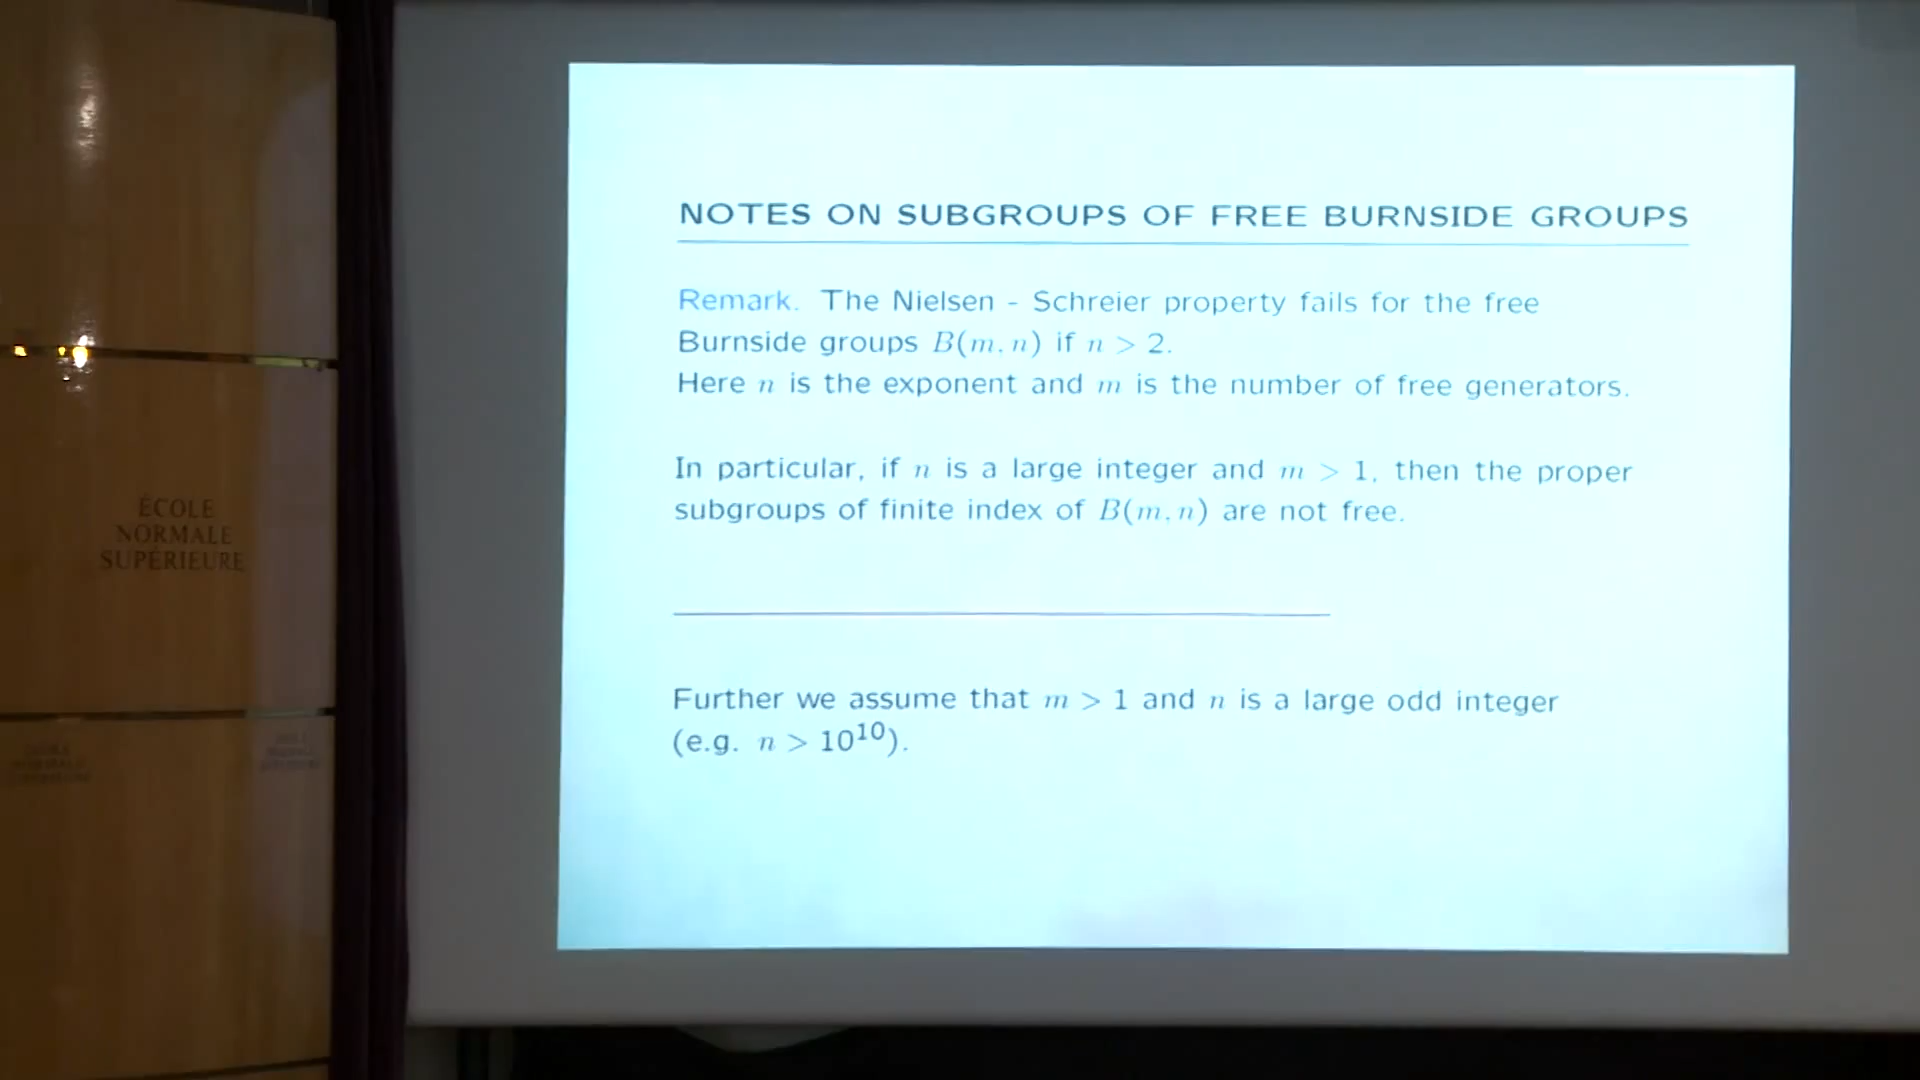 NOTES ON SUBGROUPS OF FREE BURNSIDE GROUPS
Remark. The Nielsen - Schreier property fails for the free
Burnside groups B(m, n) if n > 2.
Here n is the exponent and m is the number of free generators.
In particular, if n is a large integer and m > 1, then the proper
subgroups of finite index of B(m, n) are not free.
Further we assume that m > 1 and n is a large odd integer
(e.g. n > 10¹⁰).
ÉCOLE
NORMALE
SUPÉRIEURE